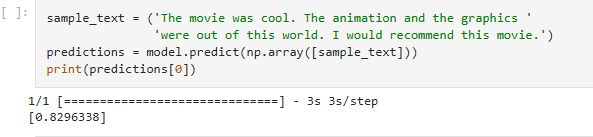 [ ]:
sample_text = ('The movie was cool. The animation and the graphics '
'were out of this world. I would recommend this movie.')
predictions = model.predict(np.array([sample_text]))
print(predictions[0])
1/1 [==============================] - 3s 3s/step
[0.8296338]